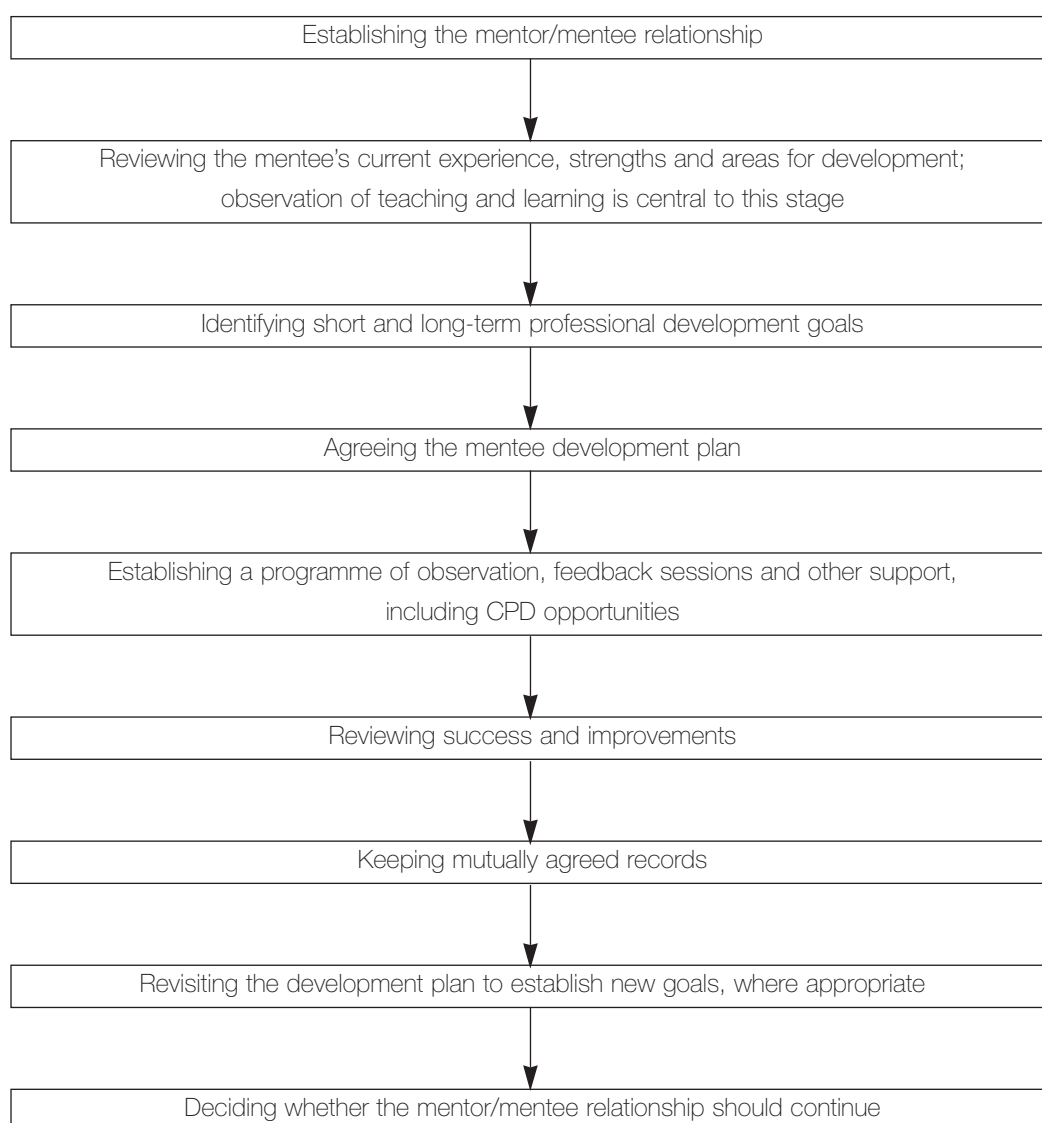 Establishing the mentor/mentee relationship
Reviewing the mentee's current experience, strengths and areas for development;
observation of teaching and learning is central to this stage
Identifying short and long-term professional development goals
Agreeing the mentee development plan
Establishing a programme of observation, feedback sessions and other support,
including CPD opportunities
Reviewing success and improvements
Keeping mutually agreed records
Revisiting the development plan to establish new goals, where appropriate
Deciding whether the mentor/mentee relationship should continue